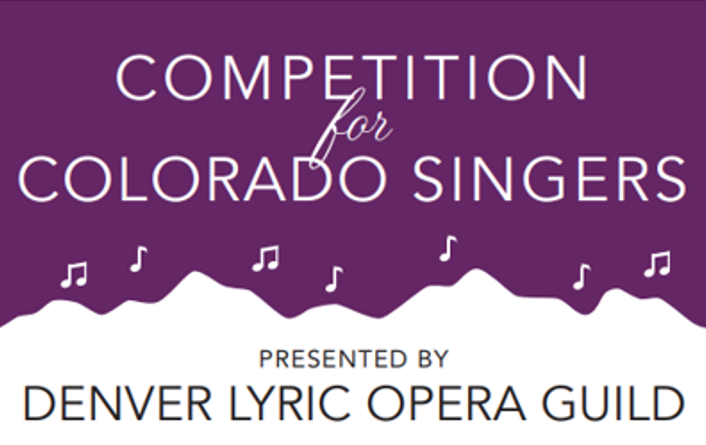 COMPETITION
for
COLORADO SINGERS
PRESENTED BY
DENVER LYRIC OPERA GUILD